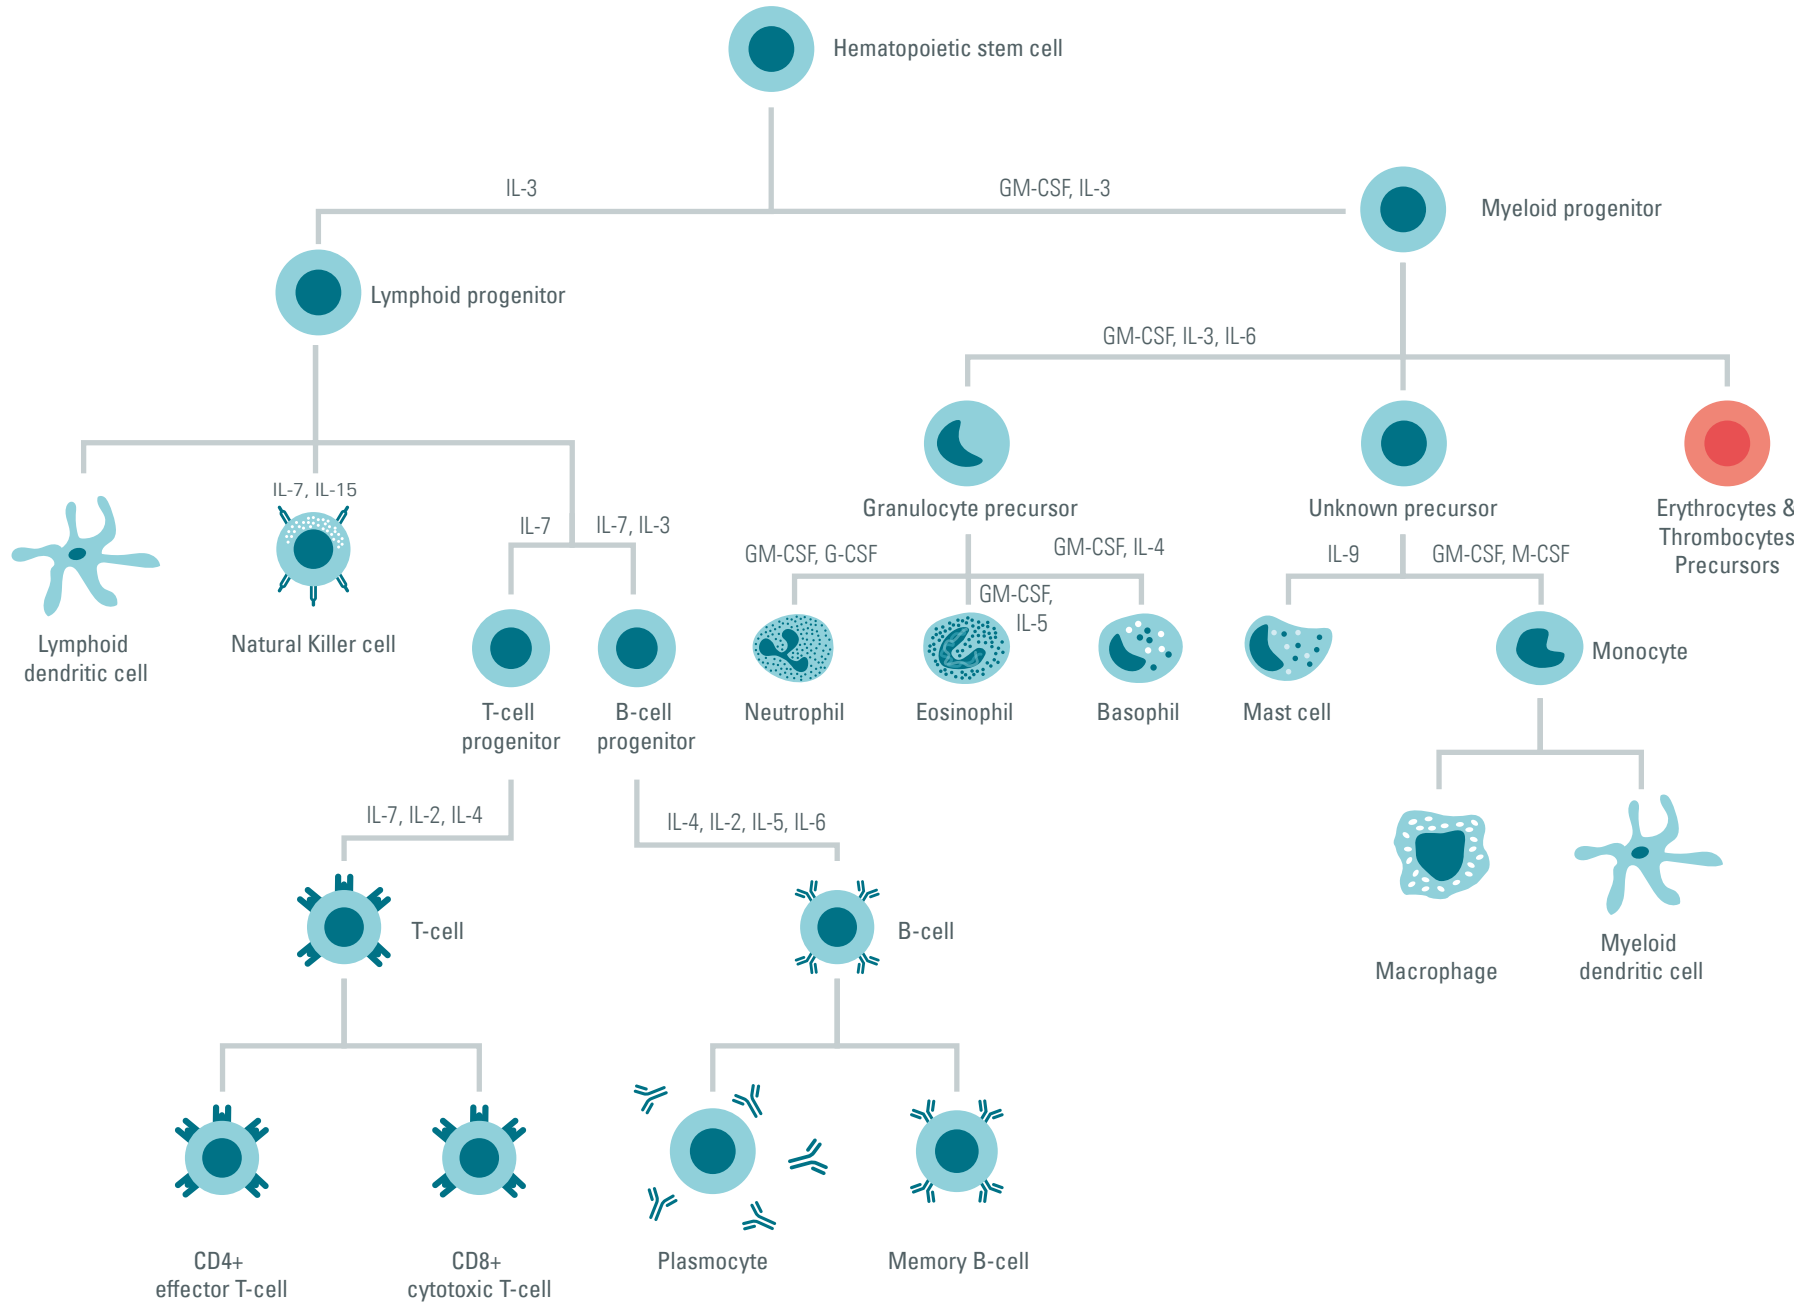 Hematopoietic stem cell
IL-3
GM-CSF, IL-3
Myeloid progenitor
Lymphoid progenitor
GM-CSF, IL-3, IL-6
IL-7, IL-15
IL-7
IL-7, IL-3
Granulocyte precursor
Unknown precursor
Erythrocytes &
Thrombocytes
Precursors
GM-CSF, G-CSF
GM-CSF, IL-4
GM-CSF,
IL-5
IL-9
GM-CSF, M-CSF
Lymphoid
dendritic cell
Natural Killer cell
T-cell
progenitor
B-cell
progenitor
Neutrophil
Eosinophil
Basophil
Mast cell
Monocyte
IL-7, IL-2, IL-4
IL-4, IL-2, IL-5, IL-6
T-cell
B-cell
Macrophage
Myeloid
dendritic cell
CD4+
effector T-cell
CD8+
cytotoxic T-cell
Plasmocyte
Memory B-cell